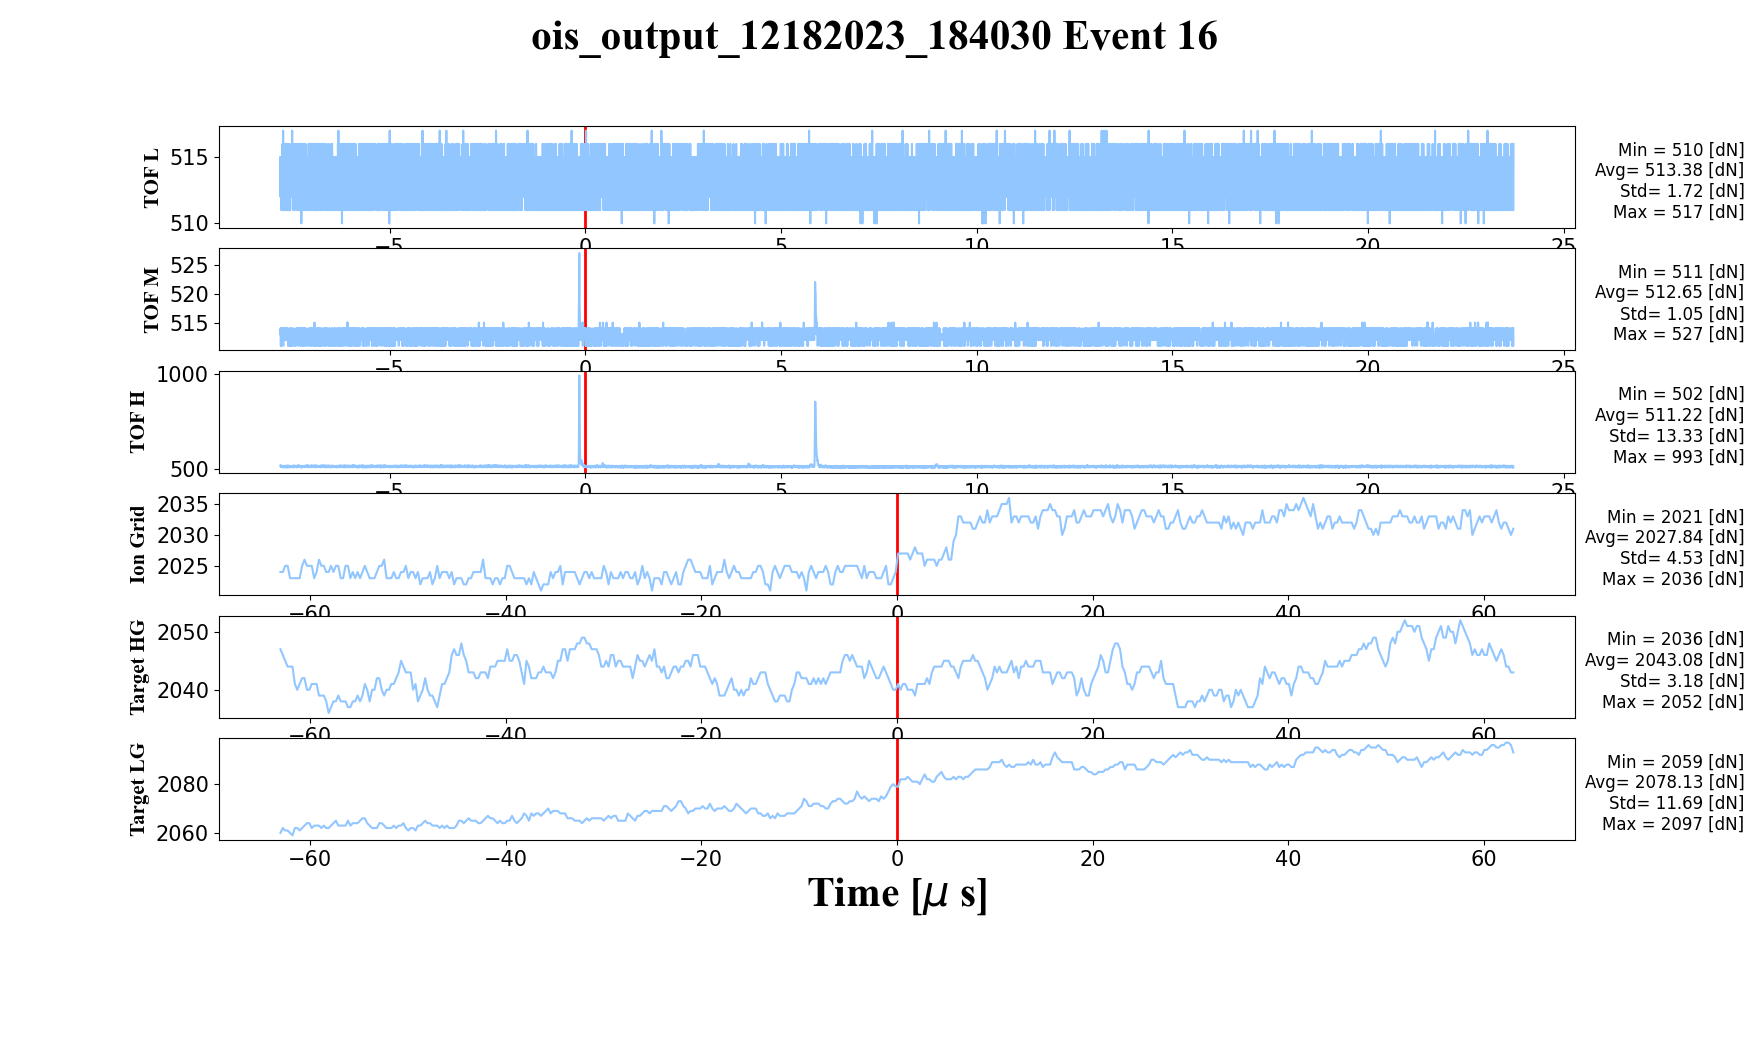 ois_output_12182023_184030 Event 16
TOF L
515
510
−5
0
5
10
15
20
25
Min = 510 [dN]
Avg= 513.38 [dN]
Std= 1.72 [dN]
Max = 517 [dN]
TOF M
525
520
515
−5
0
5
10
15
20
25
Min = 511 [dN]
Avg= 512.65 [dN]
Std= 1.05 [dN]
Max = 527 [dN]
TOF H
1000
500
−5
0
5
10
15
20
25
Min = 502 [dN]
Avg= 511.22 [dN]
Std= 13.33 [dN]
Max = 993 [dN]
Ion Grid
2035
2030
2025
−60
−40
−20
0
20
40
60
Min = 2021 [dN]
Avg= 2027.84 [dN]
Std= 4.53 [dN]
Max = 2036 [dN]
Target HG
2050
2040
−60
−40
−20
0
20
40
60
Min = 2036 [dN]
Avg= 2043.08 [dN]
Std= 3.18 [dN]
Max = 2052 [dN]
Target LG
2080
2060
−60
−40
−20
0
20
40
60
Min = 2059 [dN]
Avg= 2078.13 [dN]
Std= 11.69 [dN]
Max = 2097 [dN]
Time [μ s]